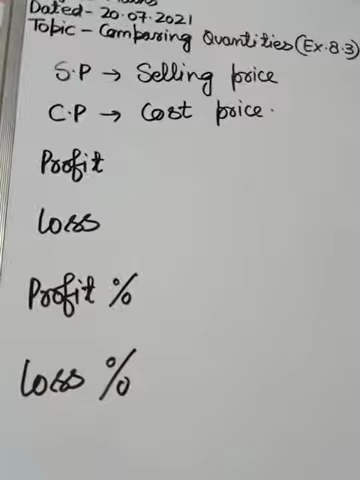 Dated- 20.07.2021
Topic - Comparing Quantities (Ex.8.3)
S.P → Selling price
C.P → Cost price.
Profit
Loss
Profit %
Loss %